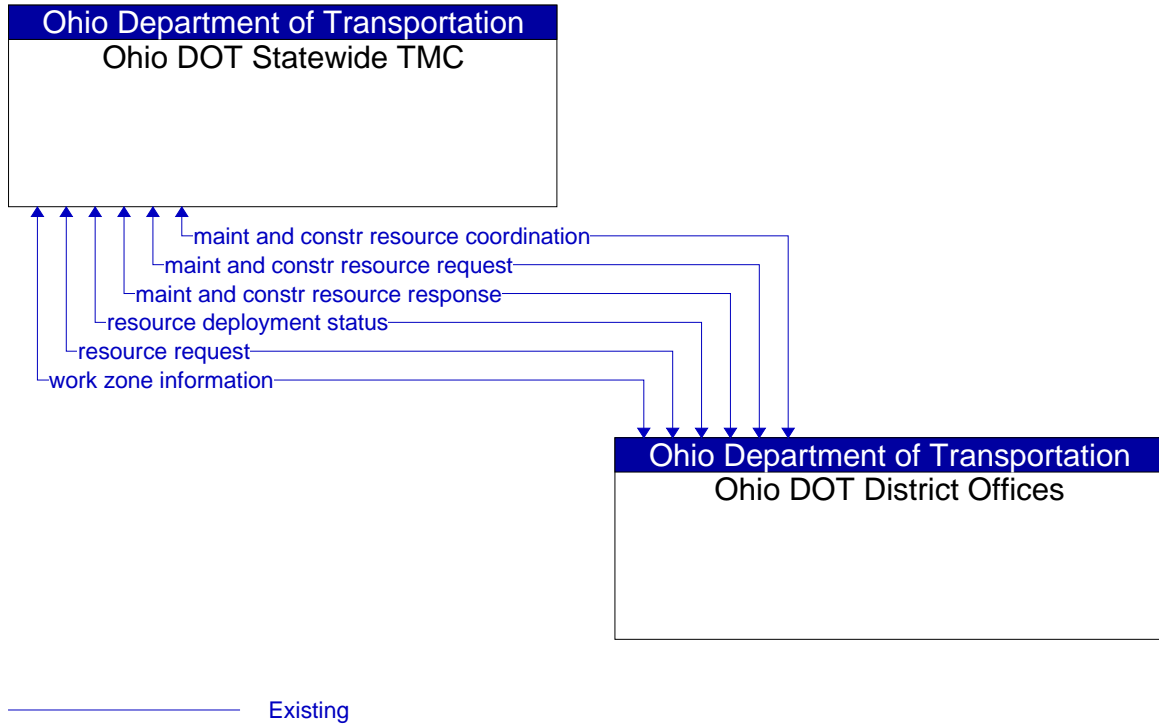 Ohio Department of Transportation
Ohio DOT Statewide TMC
maint and constr resource coordination
maint and constr resource request
maint and constr resource response
resource deployment status
resource request
work zone information
Ohio Department of Transportation
Ohio DOT District Offices
Existing